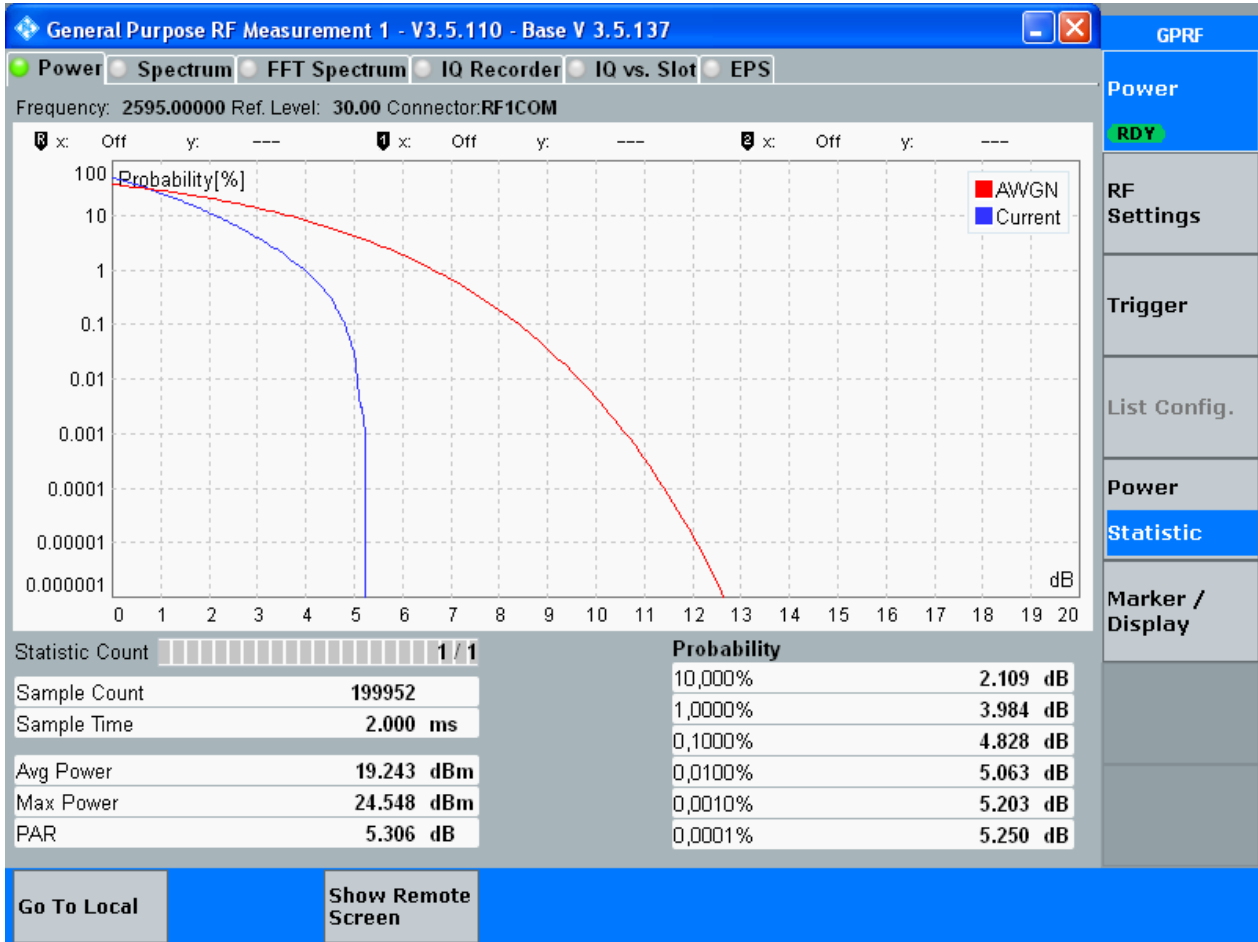 General Purpose RF Measurement 1 - V3.5.110 - Base V 3.5.137
GPRF
Power Spectrum FFT Spectrum IQ Recorder IQ vs. Slot EPS
Frequency: 2595.00000 Ref. Level: 30.00 Connector:RF1COM
R x: Off y: --- 1 x: Off y: --- 2 x: Off y: ---
Probability[%]
AWGN
Current
100
10
1
0.1
0.01
0.001
0.0001
0.00001
0.000001
dB
0 1 2 3 4 5 6 7 8 9 10 11 12 13 14 15 16 17 18 19 20
Statistic Count 1 / 1
Sample Count 199952
Sample Time 2.000 ms
Avg Power 19.243 dBm
Max Power 24.548 dBm
PAR 5.306 dB
Probability
10,000% 2.109 dB
1,0000% 3.984 dB
0,1000% 4.828 dB
0,0100% 5.063 dB
0,0010% 5.203 dB
0,0001% 5.250 dB
Power
RDY
RF
Settings
Trigger
List Config.
Power
Statistic
Marker /
Display
Go To Local
Show Remote
Screen